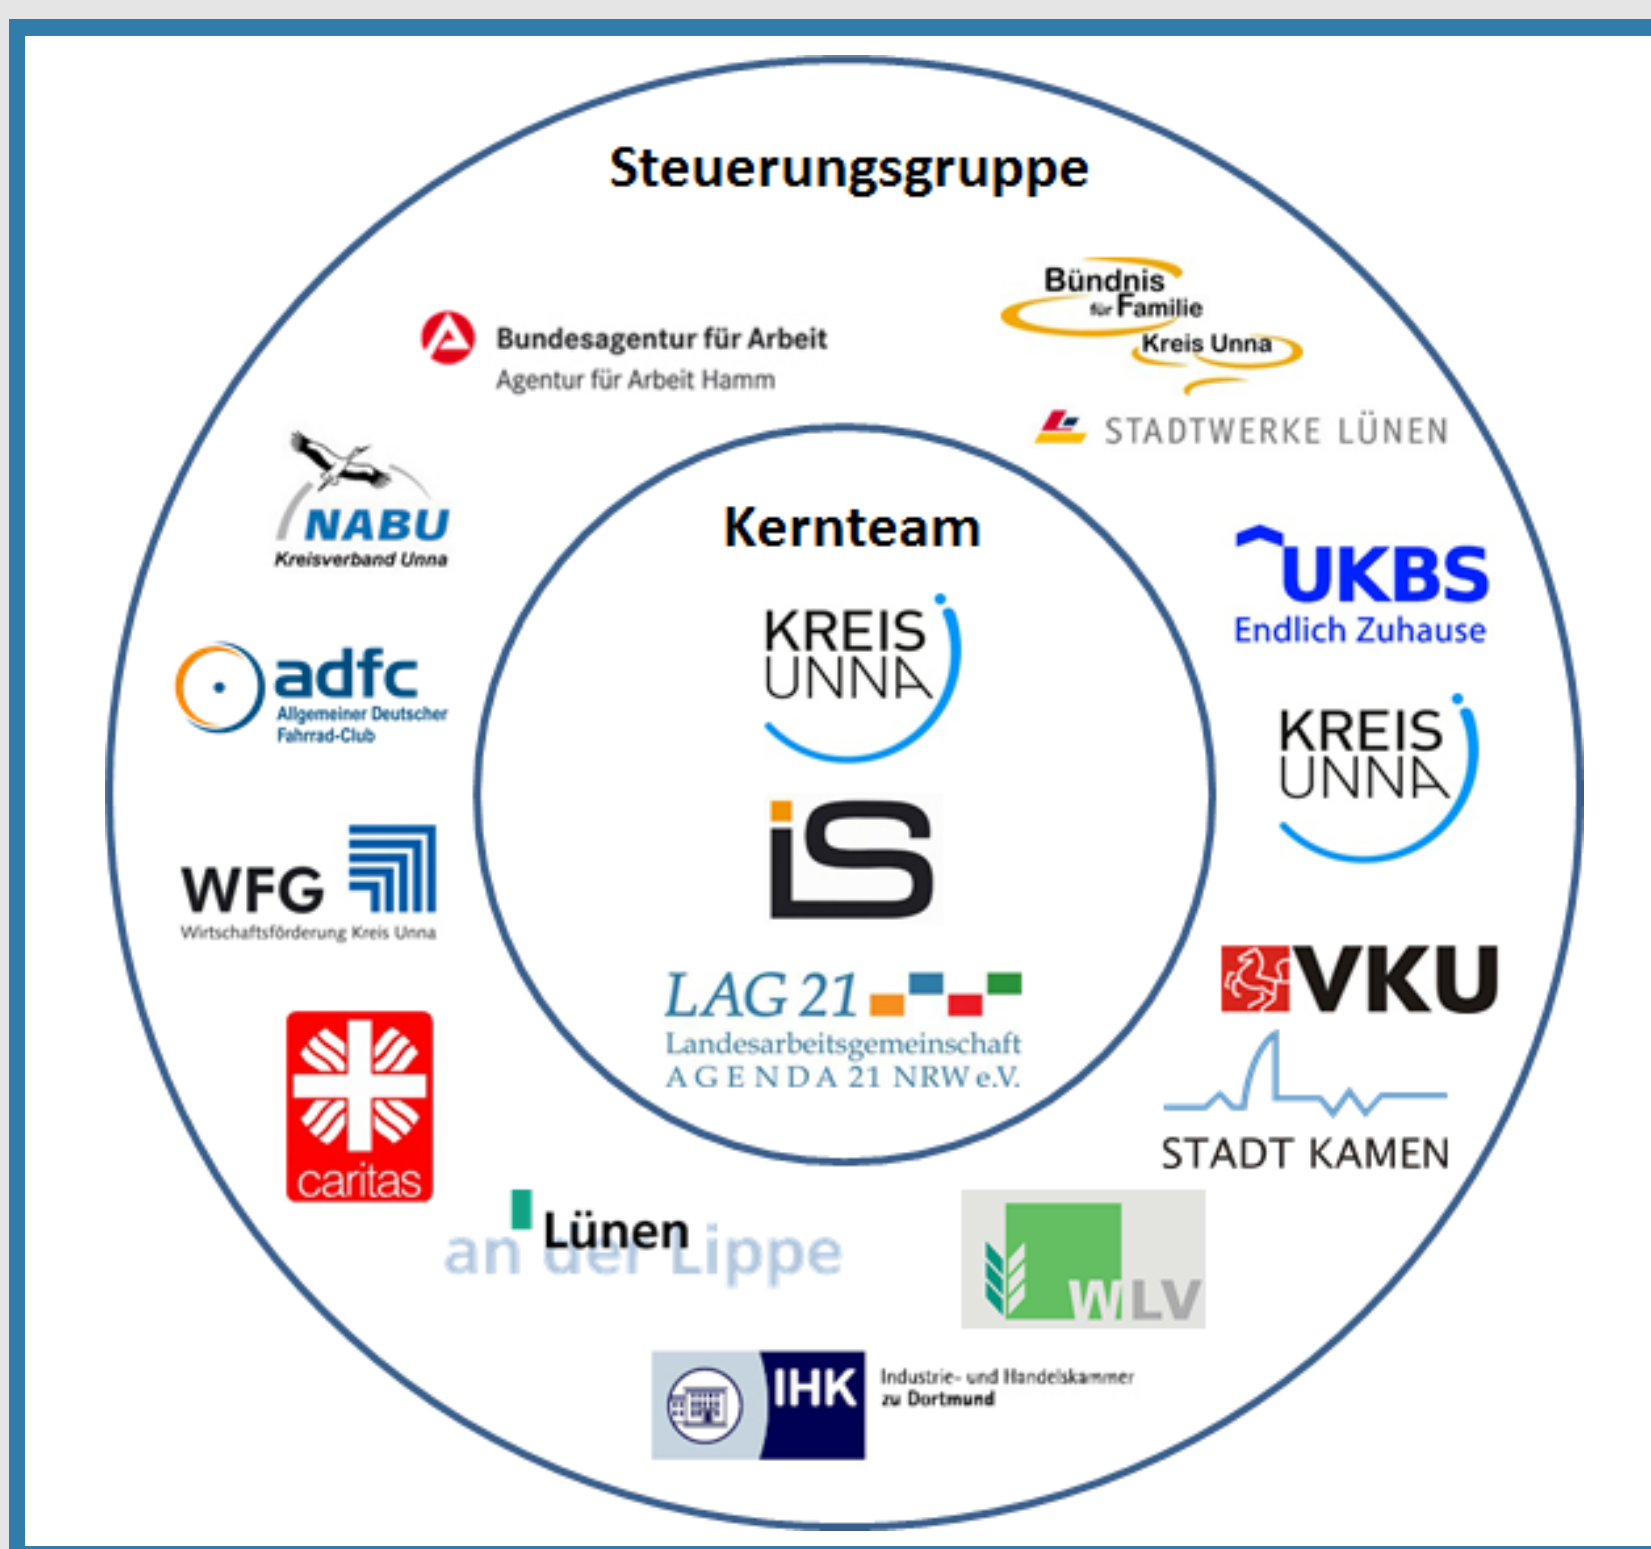 Steuerungsgruppe
Bündnis
für Familie
Kreis Unna
Bundesagentur für Arbeit
Agentur für Arbeit Hamm
STADTWERKE LÜNEN
NABU
Kreisverband Unna
Kernteam
UKBS
Endlich Zuhause
KREIS
UNNA
adfc
Allgemeiner Deutscher
Fahrrad-Club
KREIS
UNNA
iS
WFG
Wirtschaftsförderung Kreis Unna
VKU
LAG 21
Landesarbeitsgemeinschaft
AGENDA 21 NRW e.V.
caritas
STADT KAMEN
Lünen
an der Lippe
WLV
IHK
Industrie- und Handelskammer
zu Dortmund